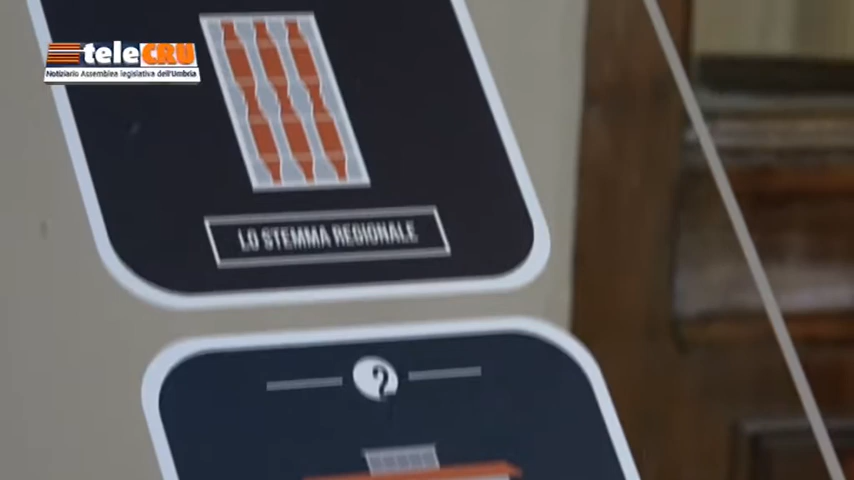 teleCRU
Notiziario Assemblea legislativa dell'Umbria
LO STEMMA REGIONALE
?